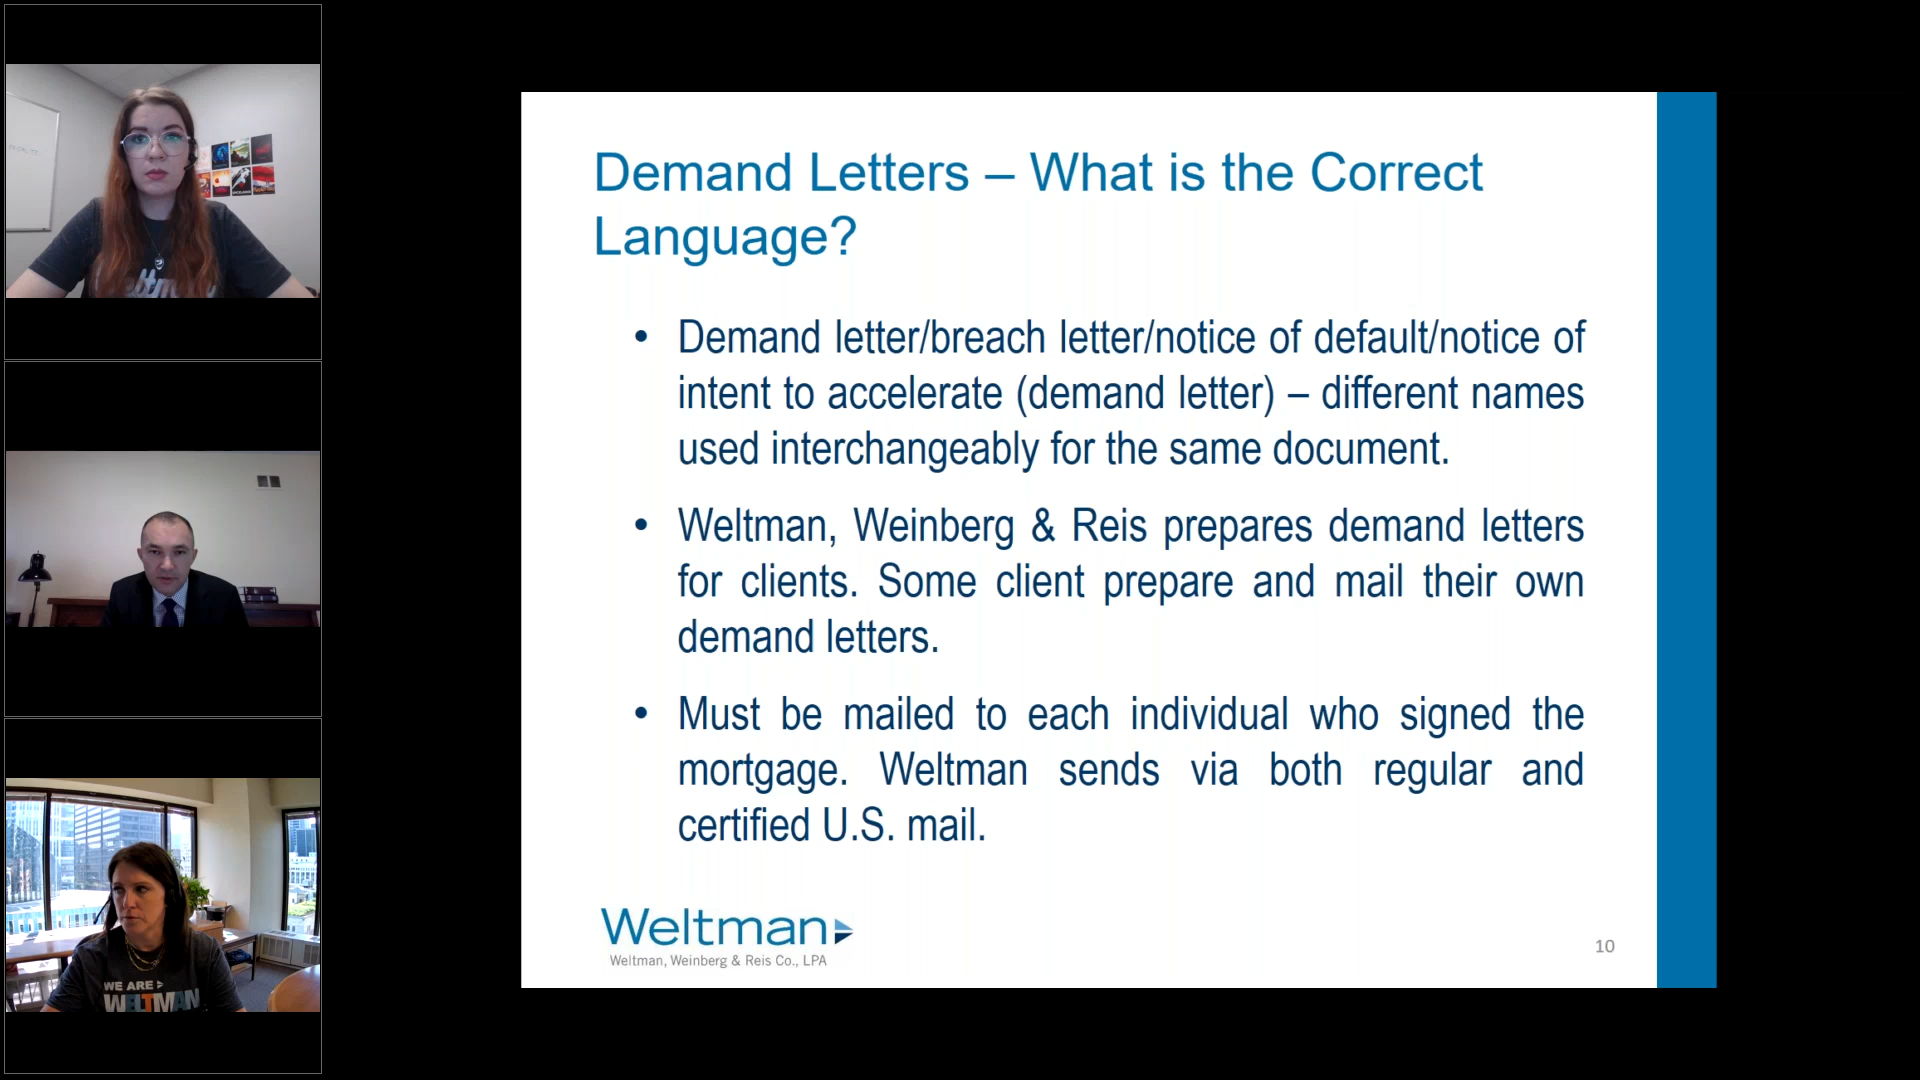 Demand Letters – What is the Correct
Language?
• Demand letter/breach letter/notice of default/notice of
intent to accelerate (demand letter) – different names
used interchangeably for the same document.
• Weltman, Weinberg & Reis prepares demand letters
for clients. Some client prepare and mail their own
demand letters.
• Must be mailed to each individual who signed the
mortgage. Weltman sends via both regular and
certified U.S. mail.
Weltman
Weltman, Weinberg & Reis Co., LPA
10
WE ARE
WELTMAN